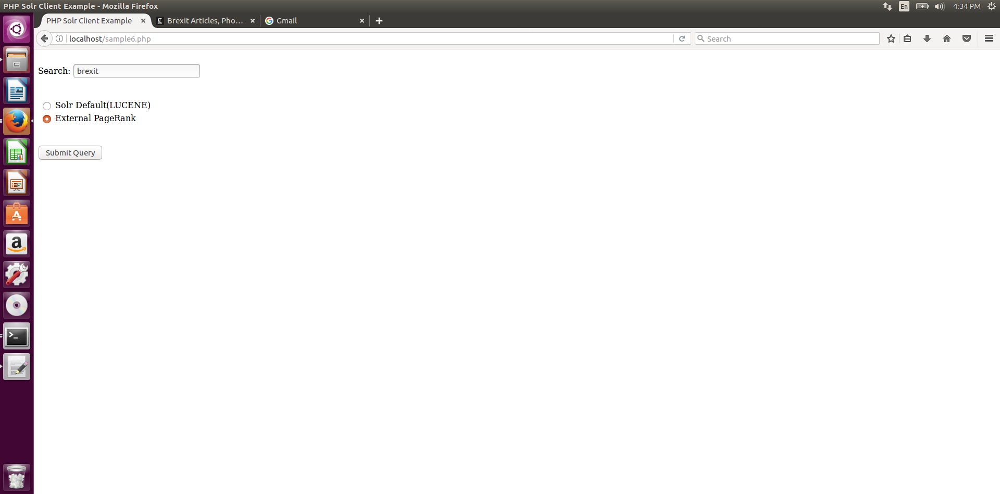 PHP Solr Client Example - Mozilla Firefox
En
4:34 PM
PHP Solr Client Example
Brexit Articles, Pho...
Gmail
localhost/sample6.php
Search
Search: brexit
Solr Default(LUCENE)
External PageRank
Submit Query